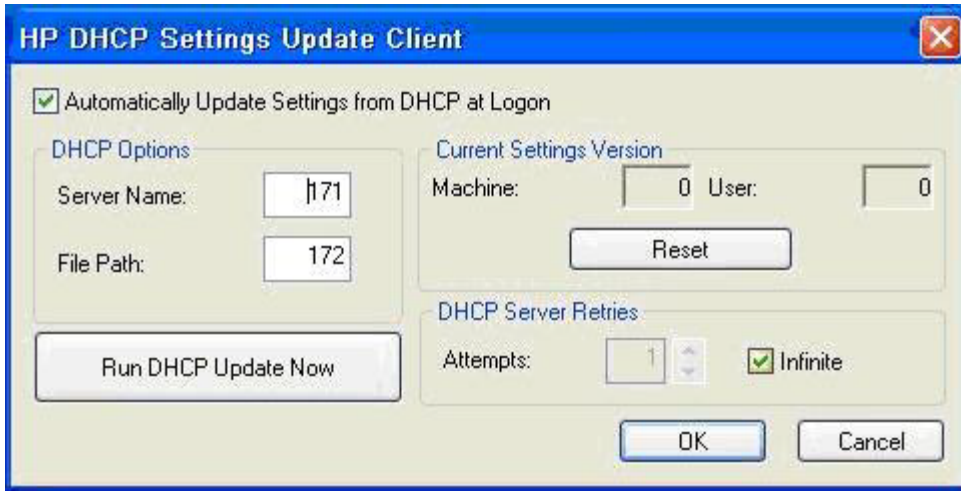 HP DHCP Settings Update Client
Automatically Update Settings from DHCP at Logon
DHCP Options
Server Name: 171
File Path: 172
Run DHCP Update Now
Current Settings Version
Machine: 0 User: 0
Reset
DHCP Server Retries
Attempts: 1 Infinite
OK Cancel